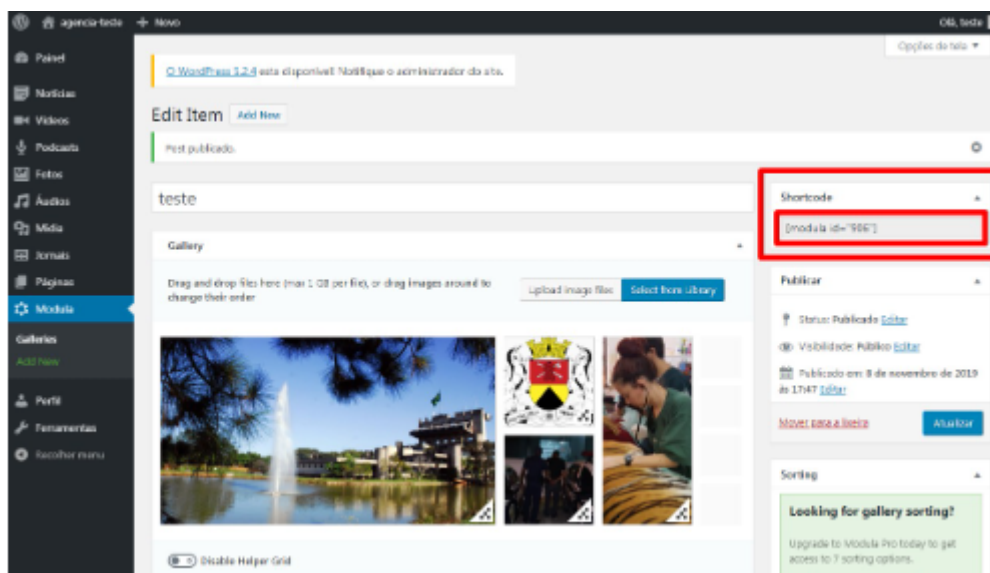 agencia-teste
Novo
Olá, teste
Opções de tela
Painel
Notícias
Vídeos
Podcasts
Fotos
Áudios
Mídia
Jornais
Páginas
Modula
Galleries
Add New
Perfil
Ferramentas
Recolher menu
O WordPress 5.2.4 está disponível! Notifique o administrador do site.
Edit Item
Add New
Post publicado.
teste
Gallery
Drag and drop files here (max 1 GB per file), or drag images around to
change their order
Upload image files
Select from Library
Disable Helper Grid
Shortcode
[modula id="906"]
Publicar
Status: Publicado Editar
Visibilidade: Público Editar
Publicado em: 8 de novembro de 2019
às 17:47 Editar
Mover para a lixeira
Atualizar
Sorting
Looking for gallery sorting?
Upgrade to Modula Pro today to get
access to 7 sorting options.